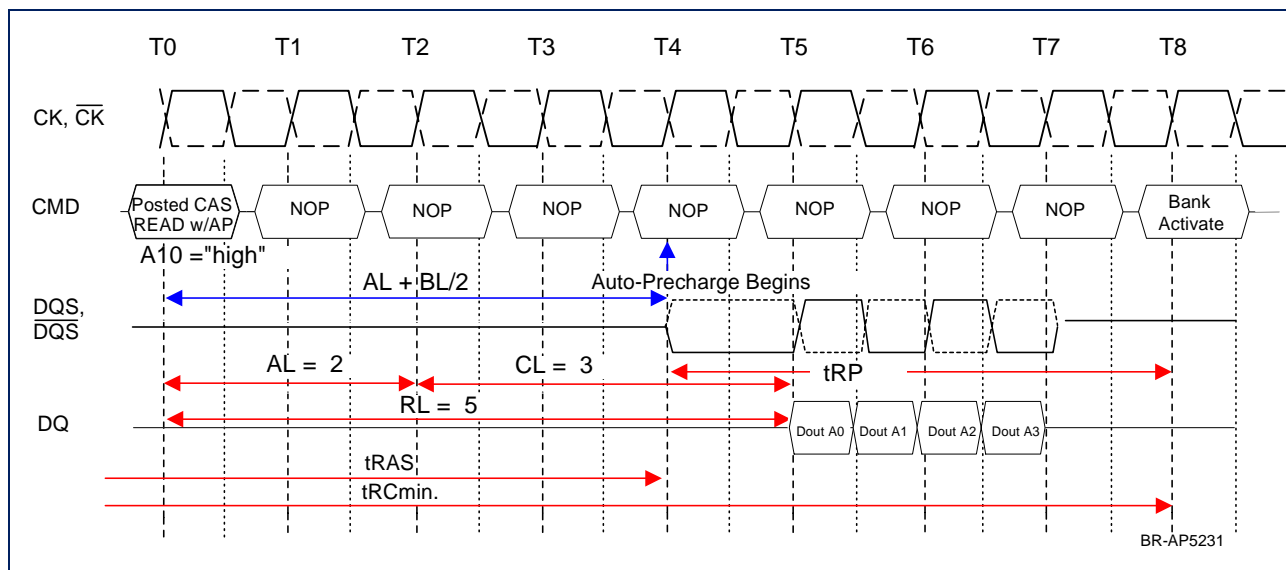 T0 T1 T2 T3 T4 T5 T6 T7 T8
CK, CK
CMD
Posted CAS
READ w/AP
NOP NOP NOP NOP NOP NOP NOP
Bank
Activate
A10 ="high"
AL + BL/2
Auto-Precharge Begins
DQS,
DQS
AL = 2
CL = 3
tRP
RL = 5
DQ
Dout A0 Dout A1 Dout A2 Dout A3
tRAS
tRCmin.
BR-AP5231